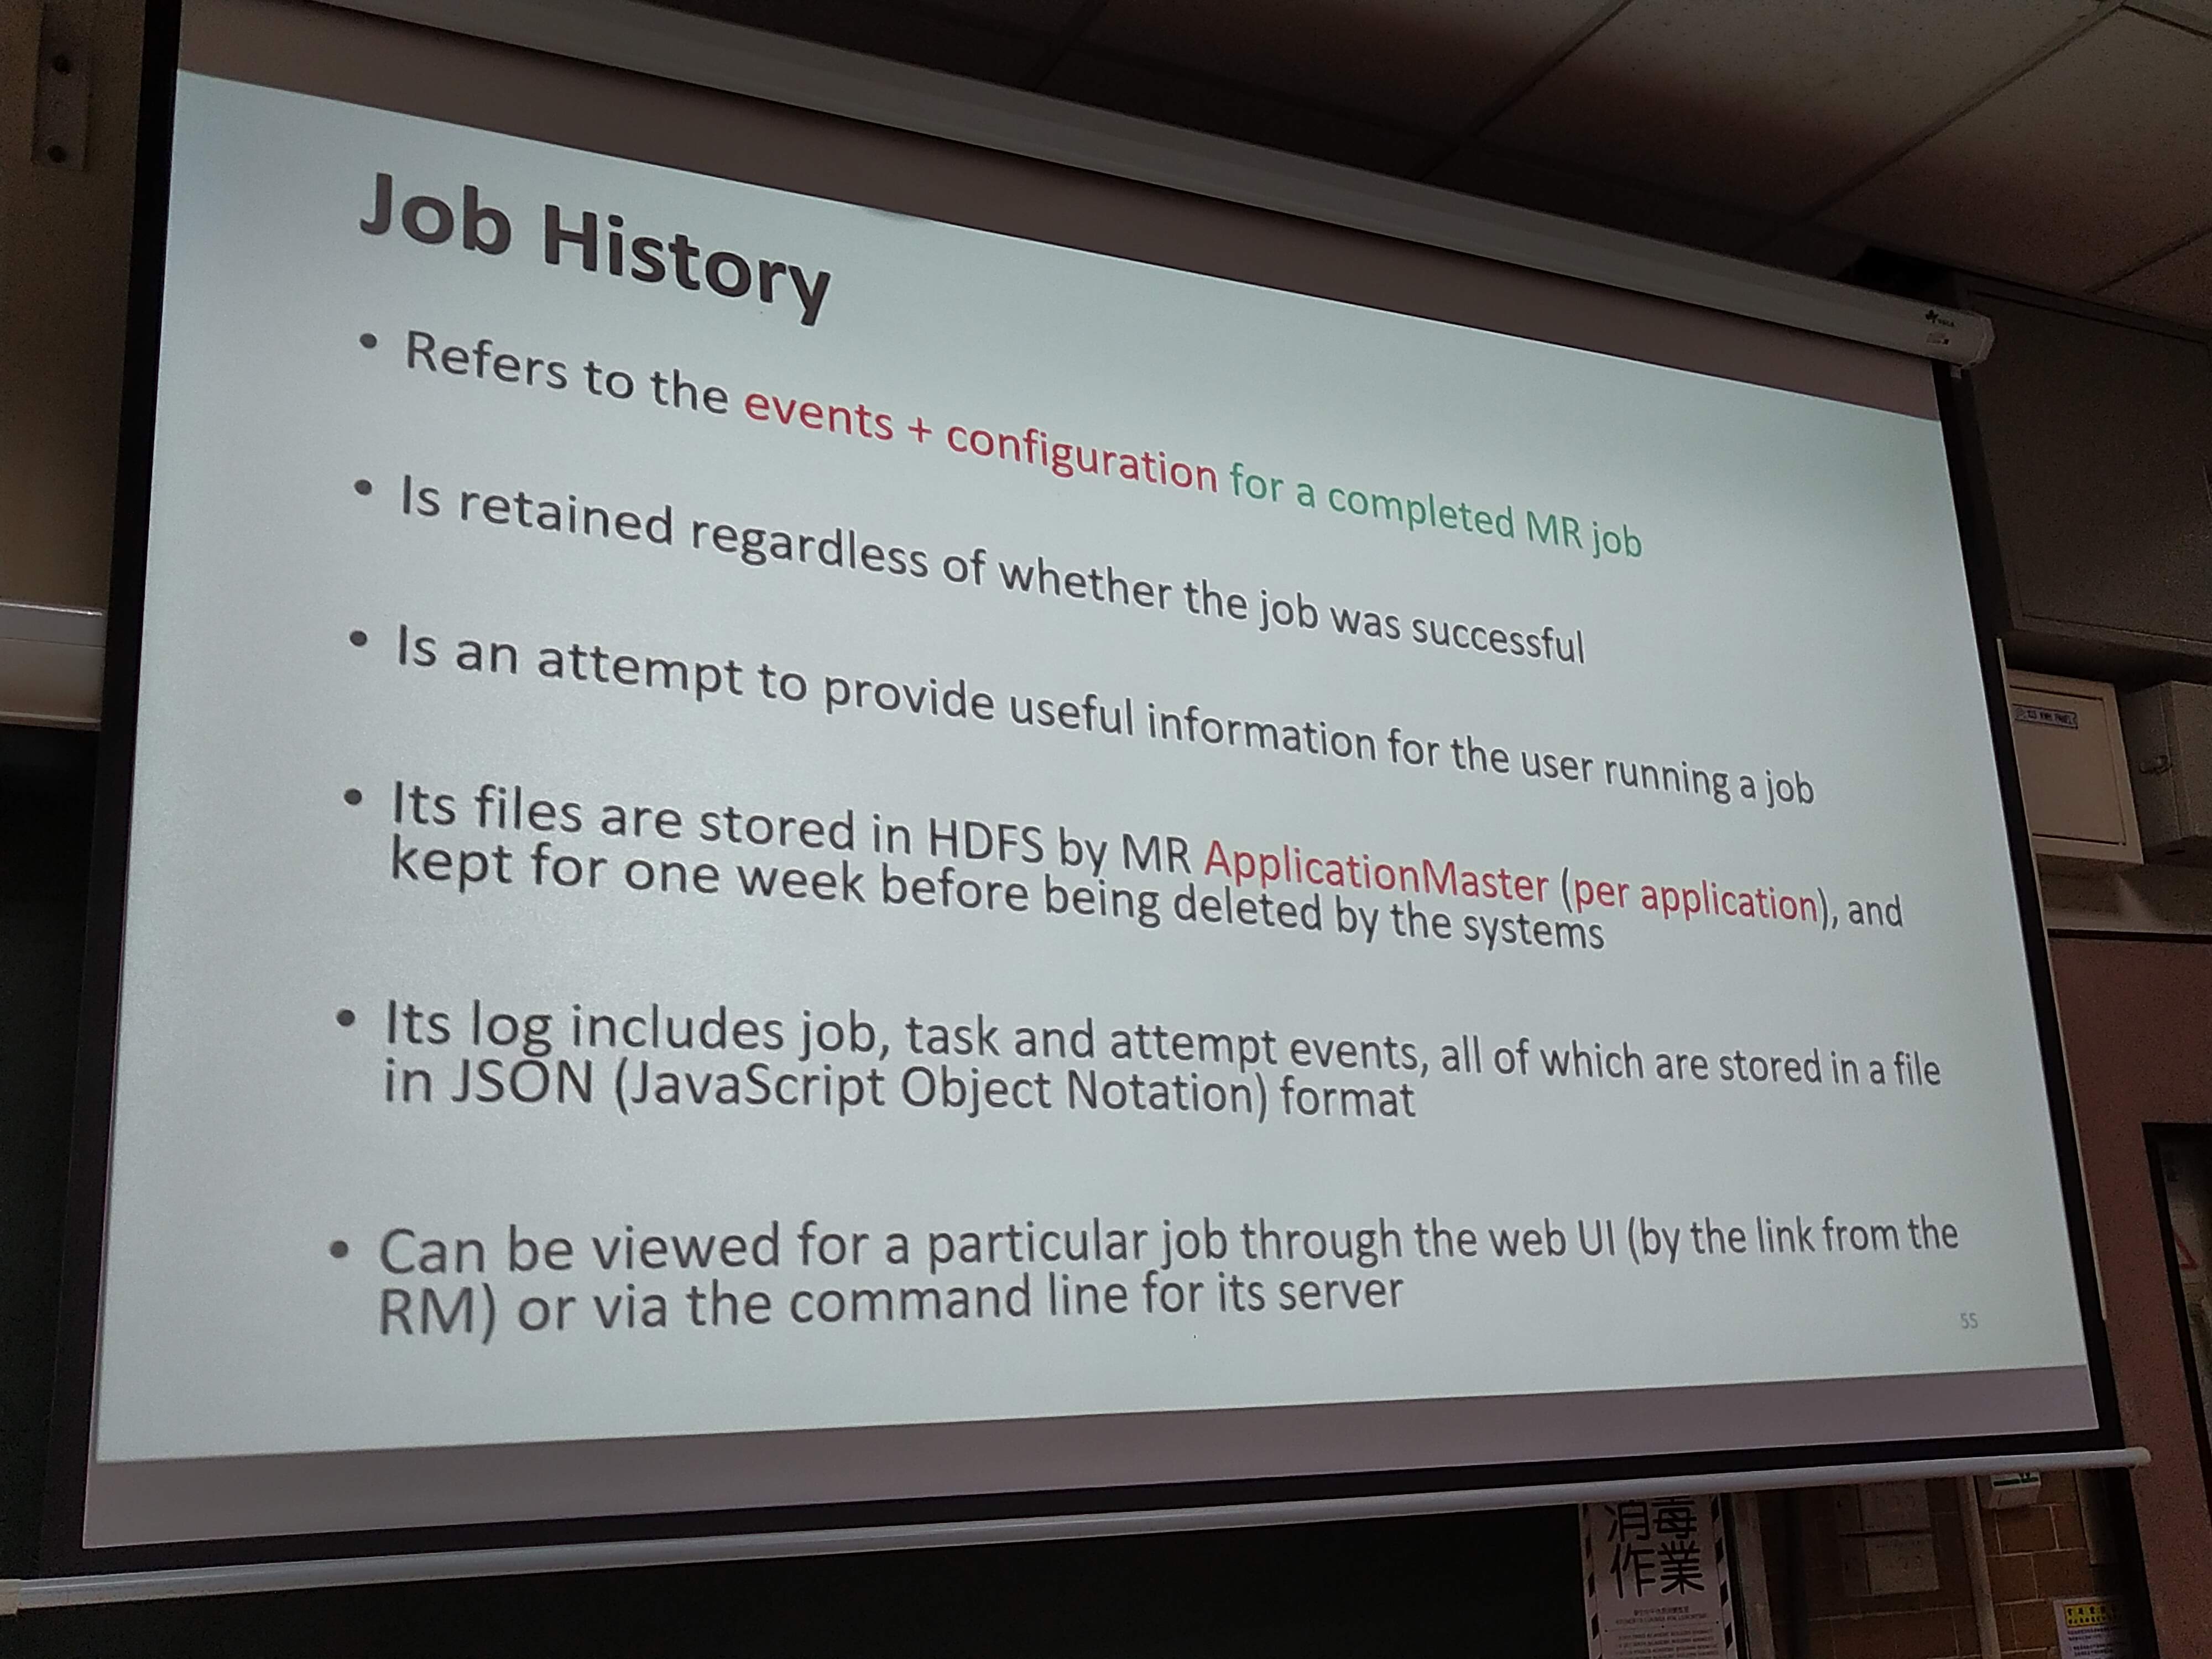 Job History
• Refers to the events + configuration for a completed MR job
• Is retained regardless of whether the job was successful
• Is an attempt to provide useful information for the user running a job
• Its files are stored in HDFS by MR ApplicationMaster (per application), and
kept for one week before being deleted by the systems
• Its log includes job, task and attempt events, all of which are stored in a file
in JSON (JavaScript Object Notation) format
• Can be viewed for a particular job through the web UI (by the link from the
RM) or via the command line for its server
55
消毒
作業